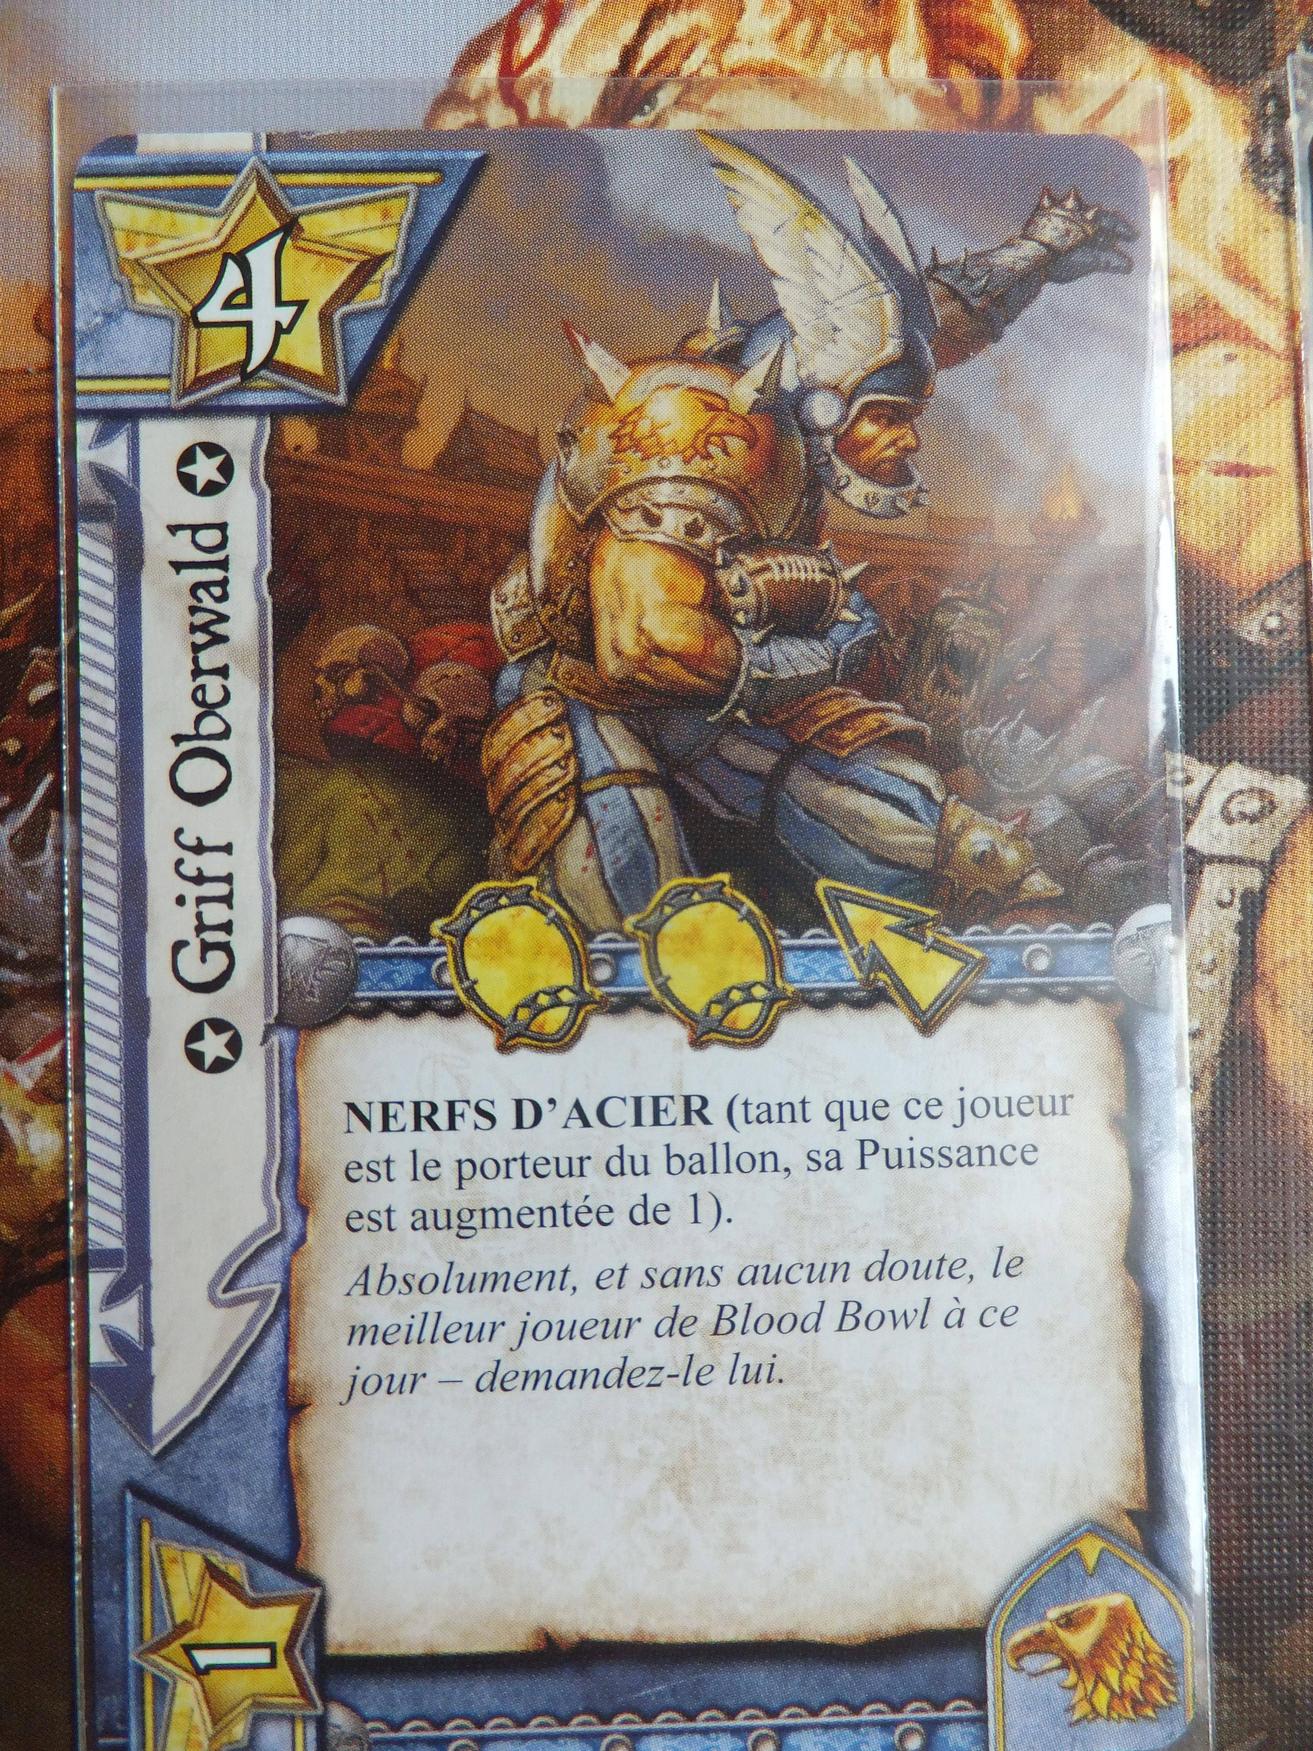 4
Griff Oberwald
NERFS D’ACIER (tant que ce joueur
est le porteur du ballon, sa Puissance
est augmentée de 1).
Absolument, et sans aucun doute, le
meilleur joueur de Blood Bowl à ce
jour – demandez-le lui.
1